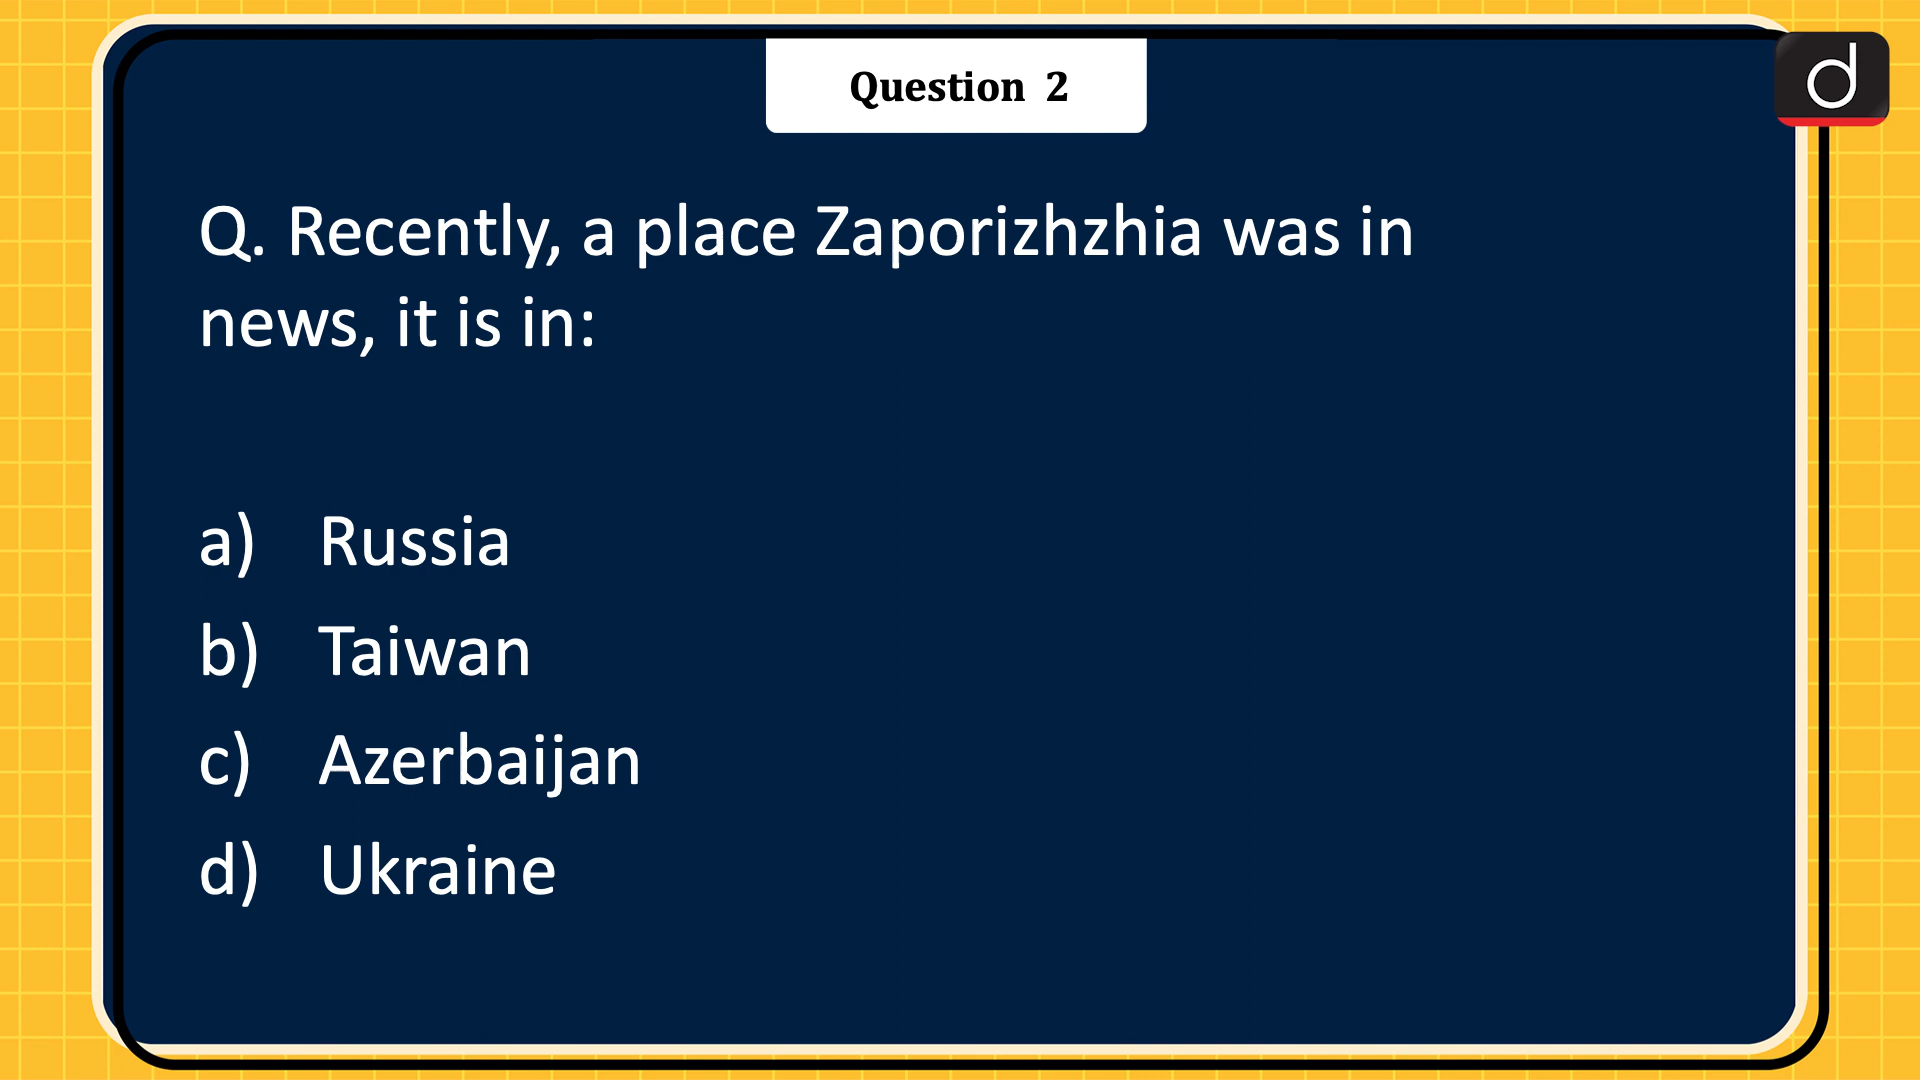 Question 2
d
Q. Recently, a place Zaporizhzhia was in
news, it is in:
a) Russia
b) Taiwan
c) Azerbaijan
d) Ukraine